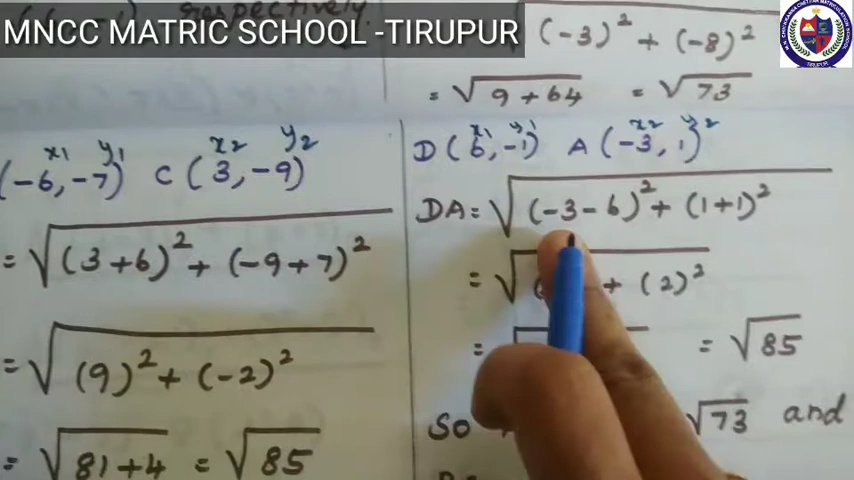 respectively.
MNCC MATRIC SCHOOL -TIRUPUR
(-6, -7) C (3, -9)
x1 y1 x2 y2
= √(3+6)² + (-9+7)²
= √(9)² + (-2)²
= √81+4 = √85
(-3)² + (-8)²
= √9+64 = √73
x1 y1 x2 y2
D (6, -1) A (-3, 1)
DA = √(-3-6)² + (1+1)²
= √( + (2)²
= √ = √85
So √73 and